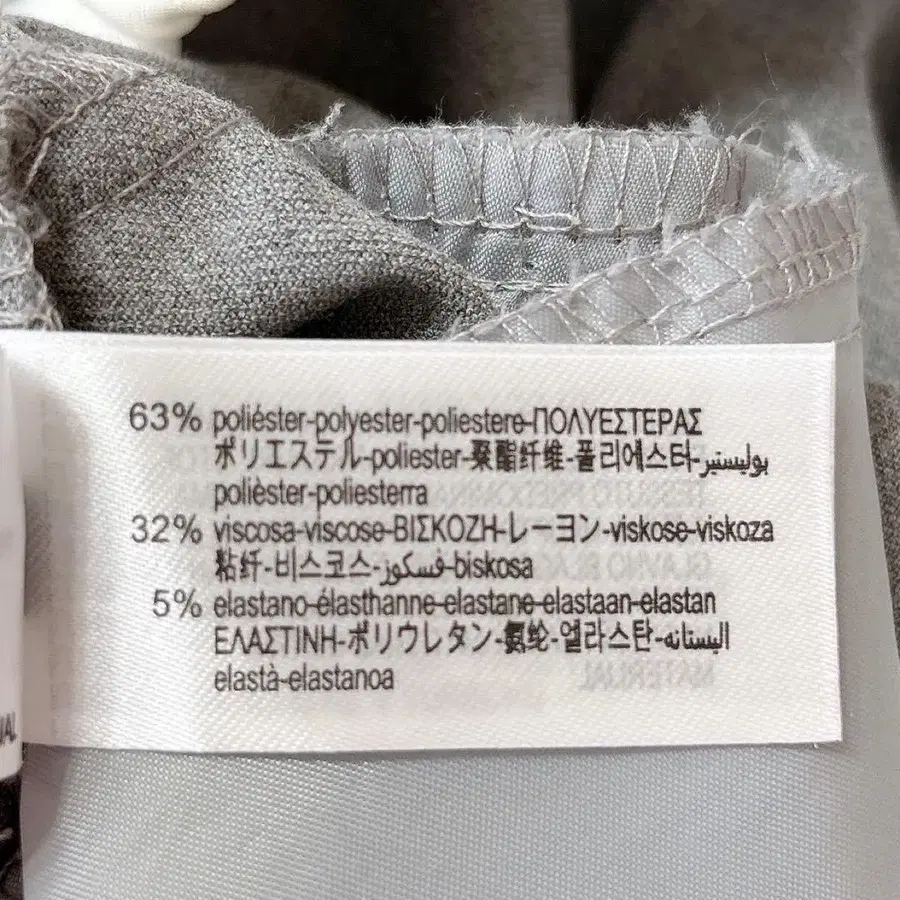 63% poliéster-polyester-poliestere-ΠΟΛΥΕΣΤΕΡΑΣ
ポリエステル-poliester-聚酯纤维-폴리에스터-بوليستير
polièster-poliesterra
32% viscosa-viscose-ΒΙΣΚΟΖΗ-レーヨン-viskose-viskoza
粘纤-비스코스-فسكوز-biskosa
5% elastano-élasthanne-elastane-elastaan-elastan
ΕΛΑΣΤΙΝΗ-ポリウレタン-氨纶-엘라스탄-اليستانه
elastà-elastanoa
MATERIJAL